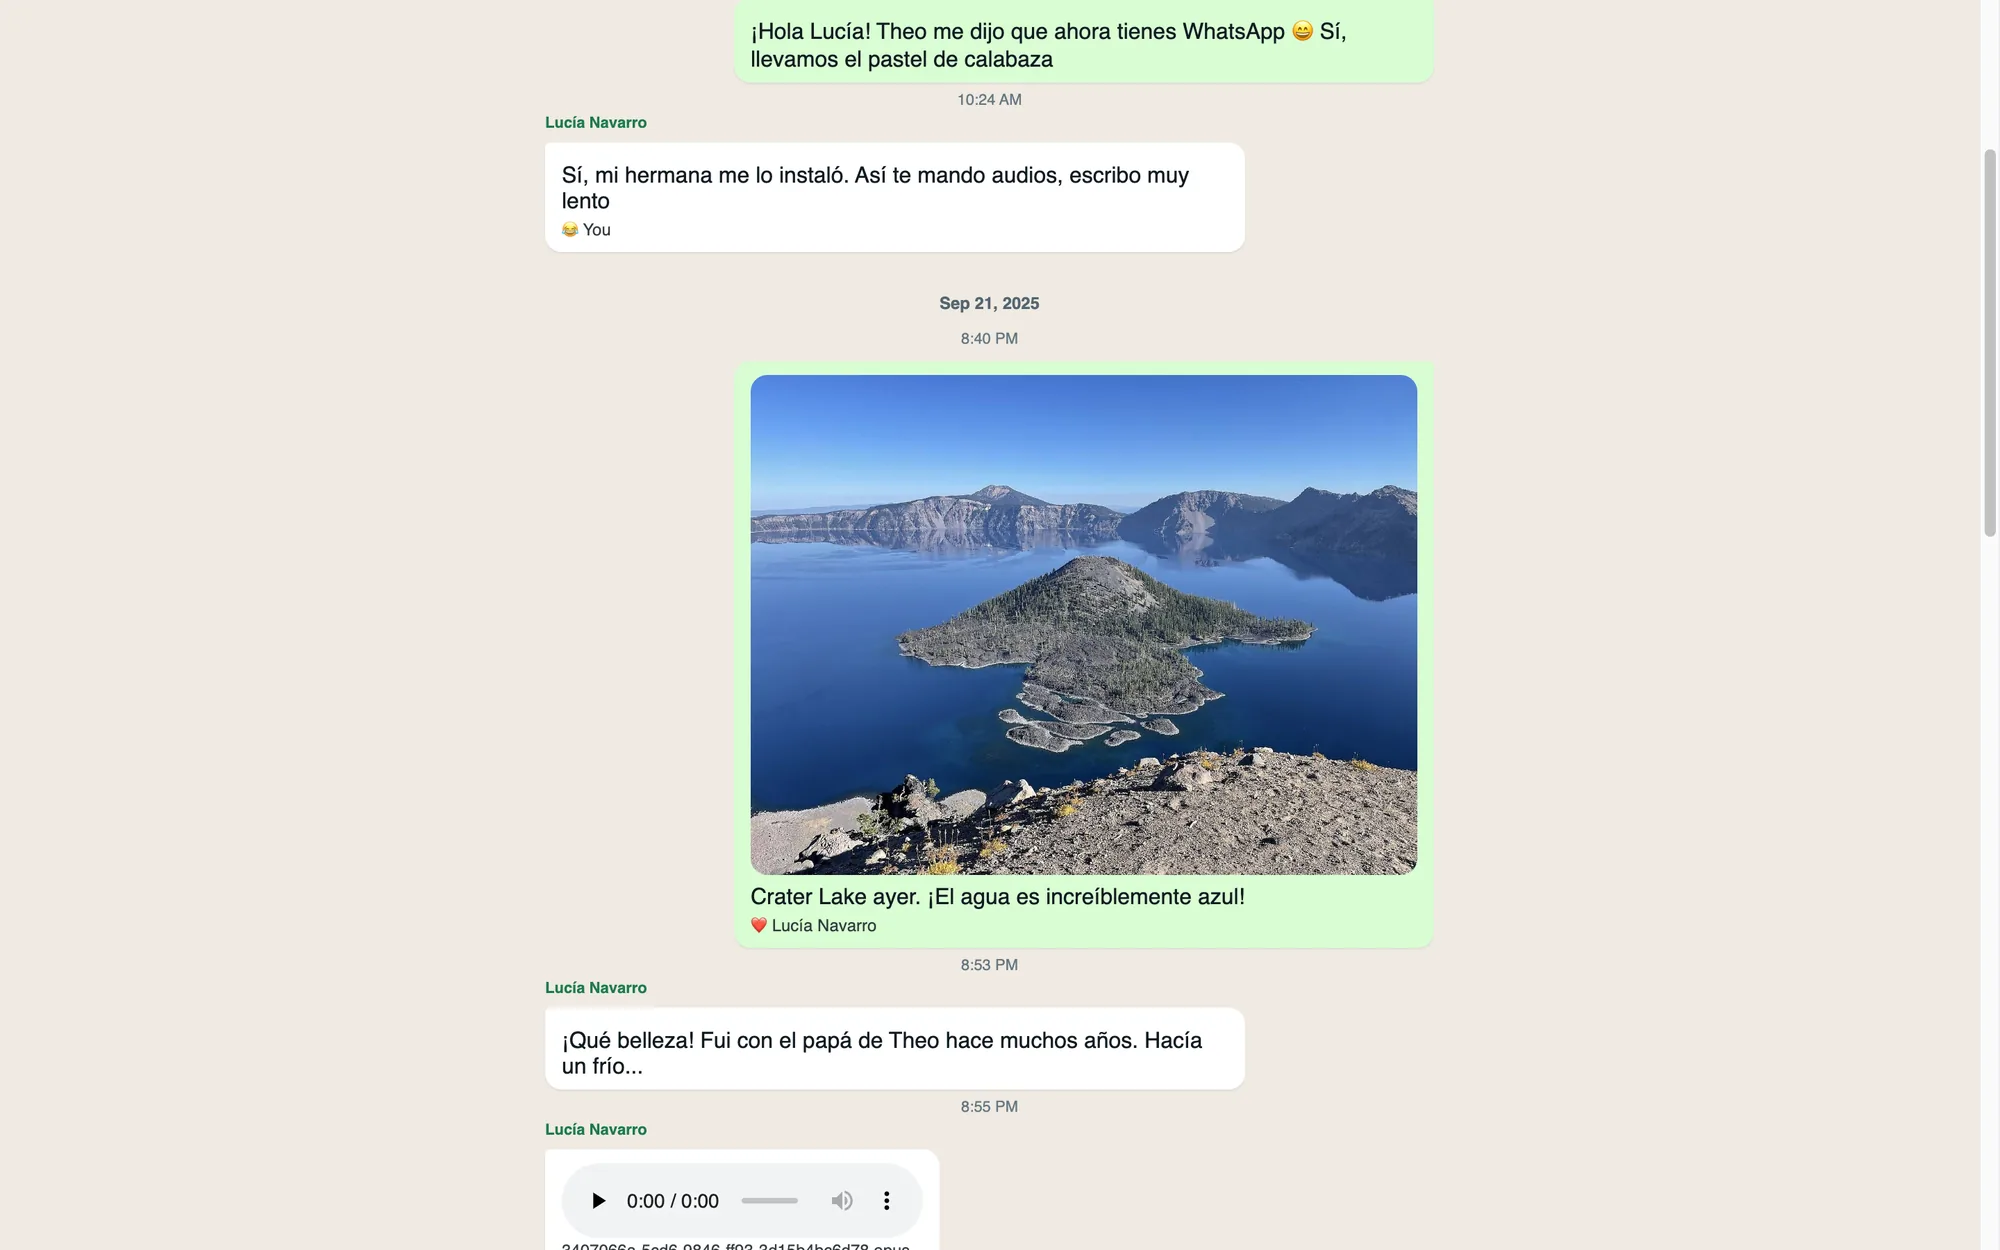 ¡Hola Lucía! Theo me dijo que ahora tienes WhatsApp 😄 Sí,
llevamos el pastel de calabaza
10:24 AM
Lucía Navarro
Sí, mi hermana me lo instaló. Así te mando audios, escribo muy
lento
😂 You
Sep 21, 2025
8:40 PM
Crater Lake ayer. ¡El agua es increíblemente azul!
❤️ Lucía Navarro
8:53 PM
Lucía Navarro
¡Qué belleza! Fui con el papá de Theo hace muchos años. Hacía
un frío...
8:55 PM
Lucía Navarro
0:00 / 0:00